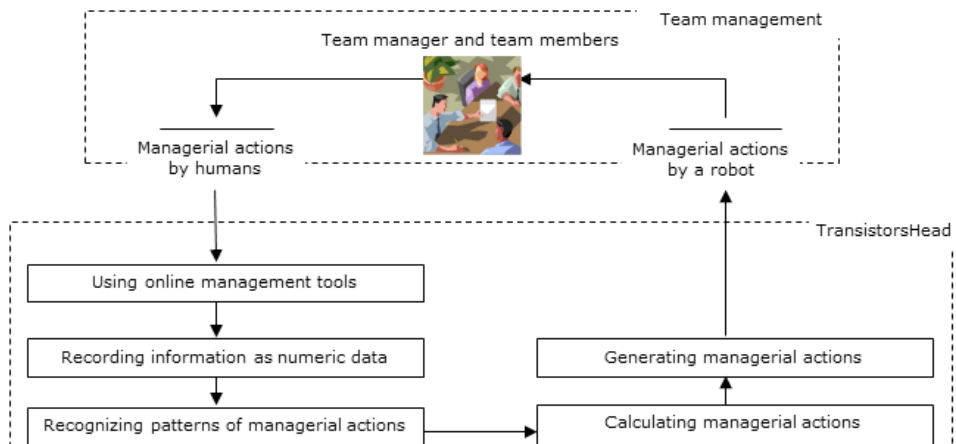 Team management
Team manager and team members
Managerial actions
by humans
Managerial actions
by a robot
TransistorsHead
Using online management tools
Recording information as numeric data
Generating managerial actions
Recognizing patterns of managerial actions
Calculating managerial actions